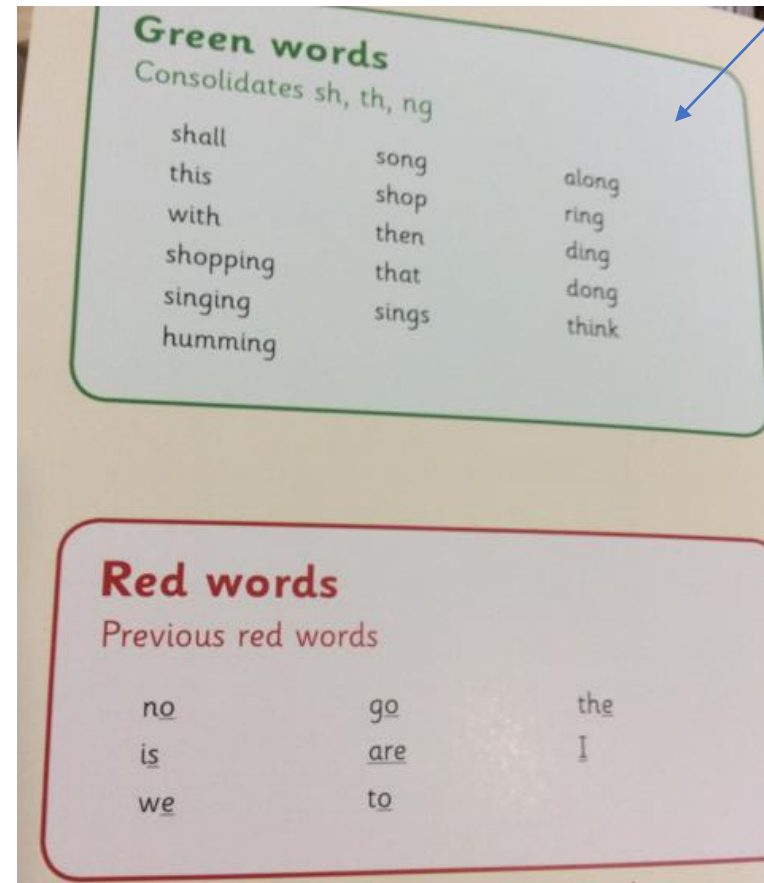 Green words
Consolidates sh, th, ng
shall song along
this shop ring
with then ding
shopping that dong
singing sings think
humming
Red words
Previous red words
no go the
is are I
we to